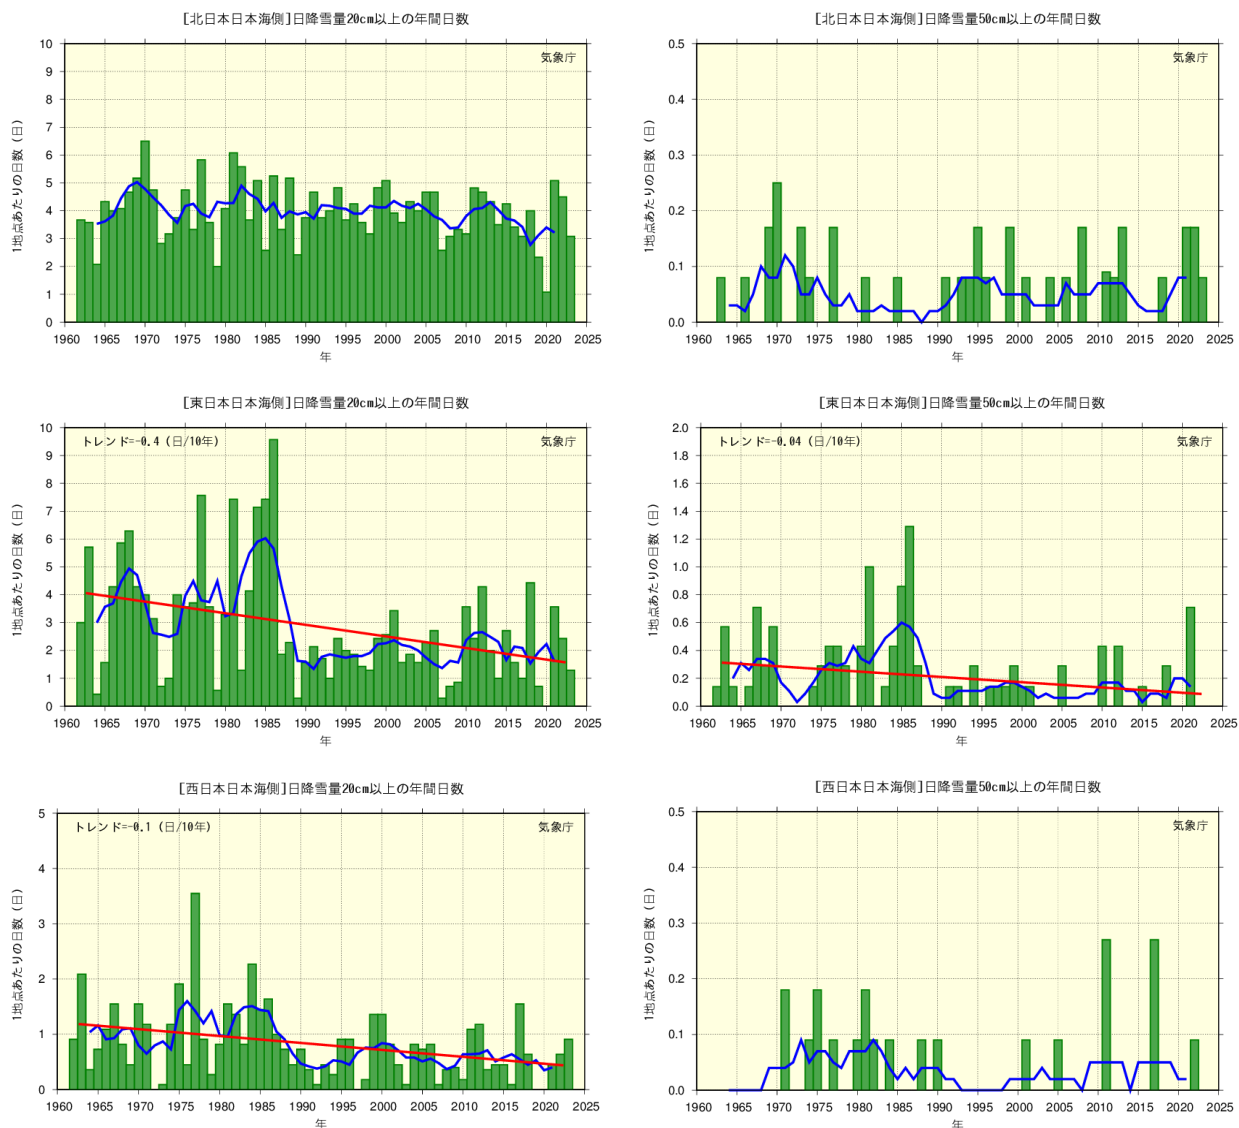 [北日本日本海側]日降雪量20cm以上の年間日数
気象庁
1地点あたりの日数（日）
10
9
8
7
6
5
4
3
2
1
0
1960 1965 1970 1975 1980 1985 1990 1995 2000 2005 2010 2015 2020 2025
年
[北日本日本海側]日降雪量50cm以上の年間日数
気象庁
1地点あたりの日数（日）
0.5
0.4
0.3
0.2
0.1
0.0
1960 1965 1970 1975 1980 1985 1990 1995 2000 2005 2010 2015 2020 2025
年
[東日本日本海側]日降雪量20cm以上の年間日数
トレンド=-0.4（日/10年）
気象庁
1地点あたりの日数（日）
10
9
8
7
6
5
4
3
2
1
0
1960 1965 1970 1975 1980 1985 1990 1995 2000 2005 2010 2015 2020 2025
年
[東日本日本海側]日降雪量50cm以上の年間日数
トレンド=-0.04（日/10年）
気象庁
1地点あたりの日数（日）
2.0
1.8
1.6
1.4
1.2
1.0
0.8
0.6
0.4
0.2
0.0
1960 1965 1970 1975 1980 1985 1990 1995 2000 2005 2010 2015 2020 2025
年
[西日本日本海側]日降雪量20cm以上の年間日数
トレンド=-0.1（日/10年）
気象庁
1地点あたりの日数（日）
5
4
3
2
1
0
1960 1965 1970 1975 1980 1985 1990 1995 2000 2005 2010 2015 2020 2025
年
[西日本日本海側]日降雪量50cm以上の年間日数
気象庁
1地点あたりの日数（日）
0.5
0.4
0.3
0.2
0.1
0.0
1960 1965 1970 1975 1980 1985 1990 1995 2000 2005 2010 2015 2020 2025
年